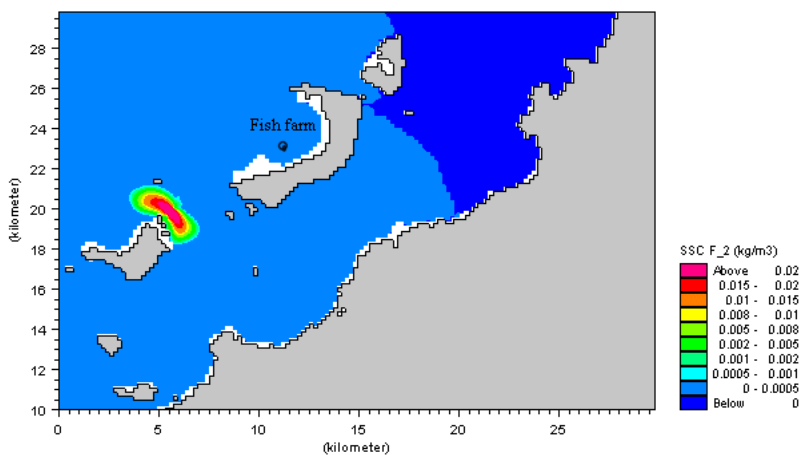 28
26
24
22
20
18
16
14
12
10
(kilometer)
Fish farm
0 5 10 15 20 25
(kilometer)
SSC F_2 (kg/m3)
Above 0.02
0.015 - 0.02
0.01 - 0.015
0.008 - 0.01
0.005 - 0.008
0.002 - 0.005
0.001 - 0.002
0.0005 - 0.001
0 - 0.0005
Below 0